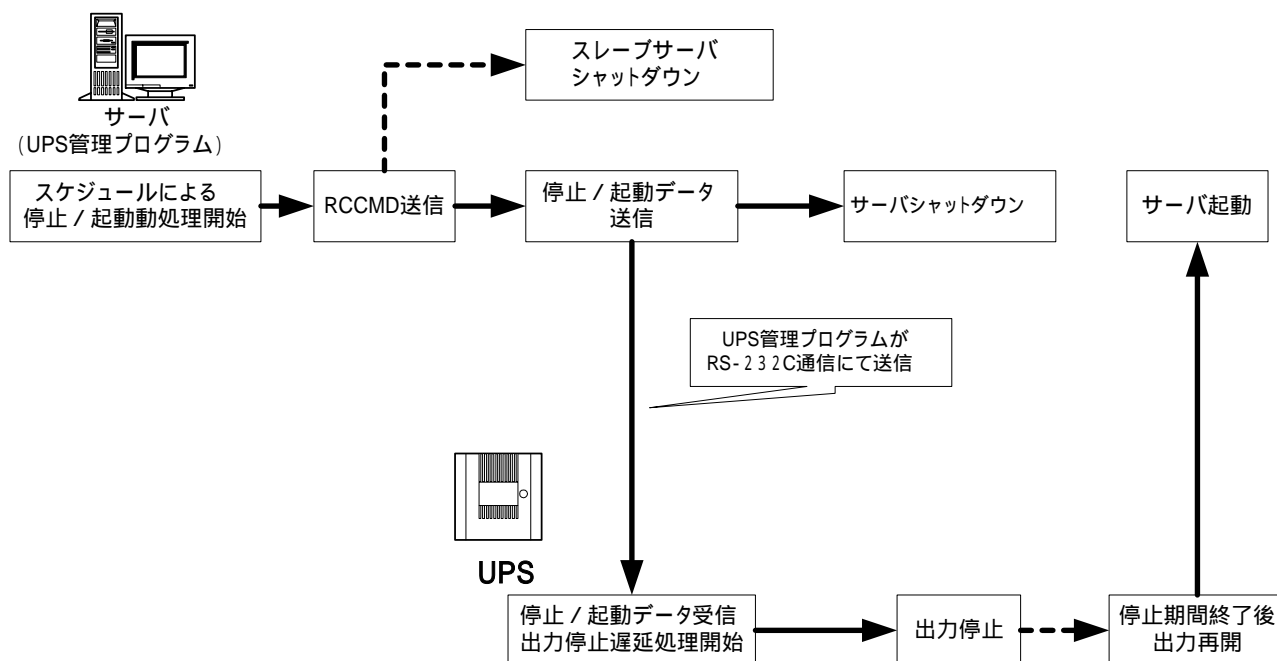 スレーブサーバ
シャットダウン
サーバ
(UPS管理プログラム)
スケジュールによる
停止/起動動処理開始
RCCMD送信
停止/起動データ
送信
サーバシャットダウン
サーバ起動
UPS管理プログラムが
RS-232C通信にて送信
UPS
停止/起動データ受信
出力停止遅延処理開始
出力停止
停止期間終了後
出力再開